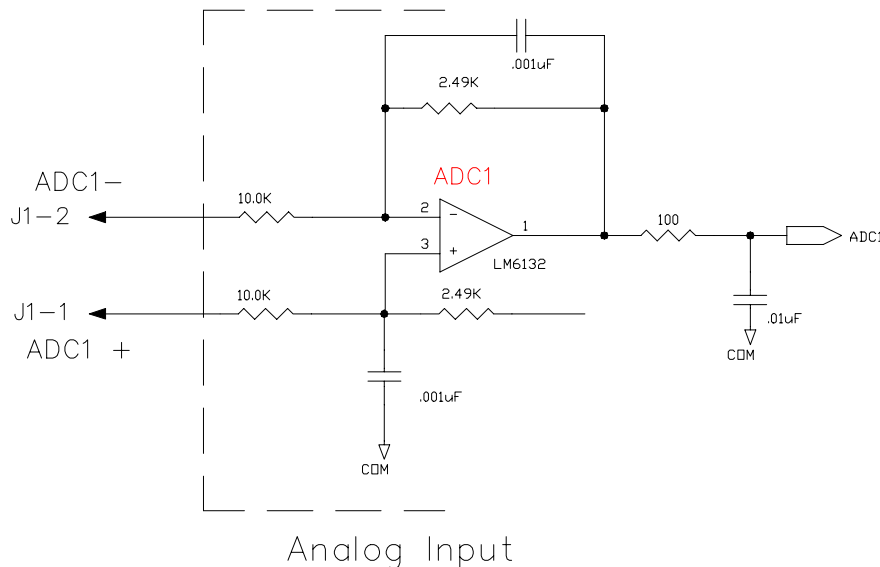 .001uF
2.49K
ADC1-
ADC1
10.0K
2
-
J1-2
1
100
ADC1
3
+
LM6132
10.0K
2.49K
J1-1
.01uF
ADC1 +
COM
.001uF
COM
Analog Input